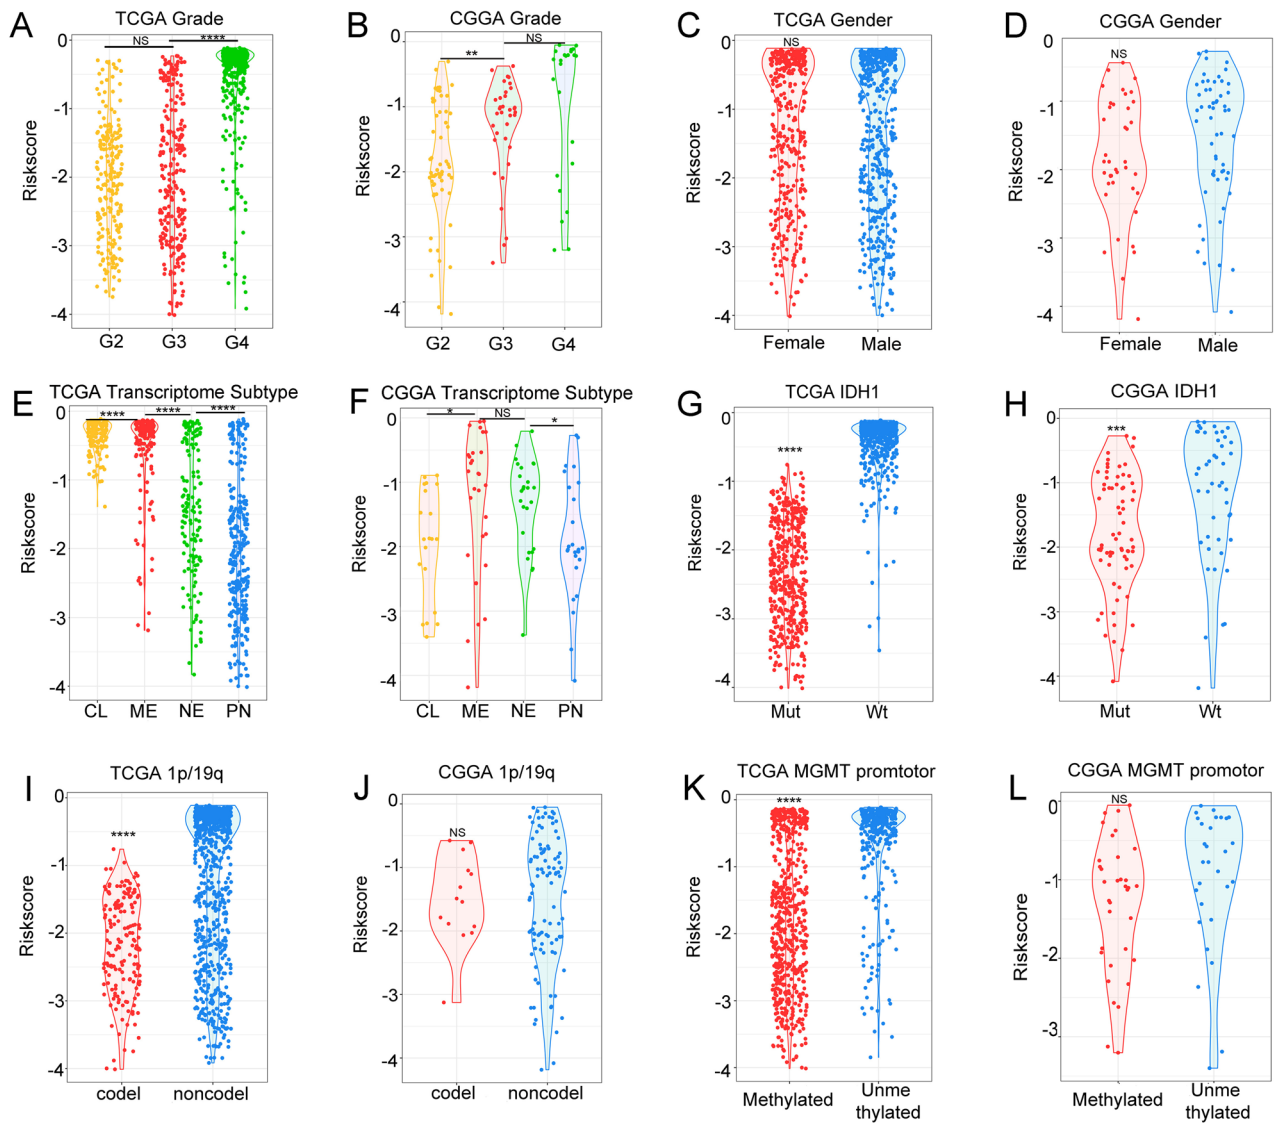 A
TCGA Grade
NS
****
Riskscore
0
-1
-2
-3
-4
G2 G3 G4
B
CGGA Grade
**
NS
Riskscore
0
-1
-2
-3
-4
G2 G3 G4
C
TCGA Gender
NS
Riskscore
0
-1
-2
-3
-4
Female Male
D
CGGA Gender
NS
Riskscore
0
-1
-2
-3
-4
Female Male
E
TCGA Transcriptome Subtype
**** **** ****
Riskscore
0
-1
-2
-3
-4
CL ME NE PN
F
CGGA Transcriptome Subtype
* NS *
Riskscore
0
-1
-2
-3
-4
CL ME NE PN
G
TCGA IDH1
****
Riskscore
0
-1
-2
-3
-4
Mut Wt
H
CGGA IDH1
***
Riskscore
0
-1
-2
-3
-4
Mut Wt
I
TCGA 1p/19q
****
Riskscore
0
-1
-2
-3
-4
codel noncodel
J
CGGA 1p/19q
NS
Riskscore
0
-1
-2
-3
-4
codel noncodel
K
TCGA MGMT promtotor
****
Riskscore
0
-1
-2
-3
-4
Methylated Unme
thylated
L
CGGA MGMT promotor
NS
Riskscore
0
-1
-2
-3
Methylated Unme
thylated